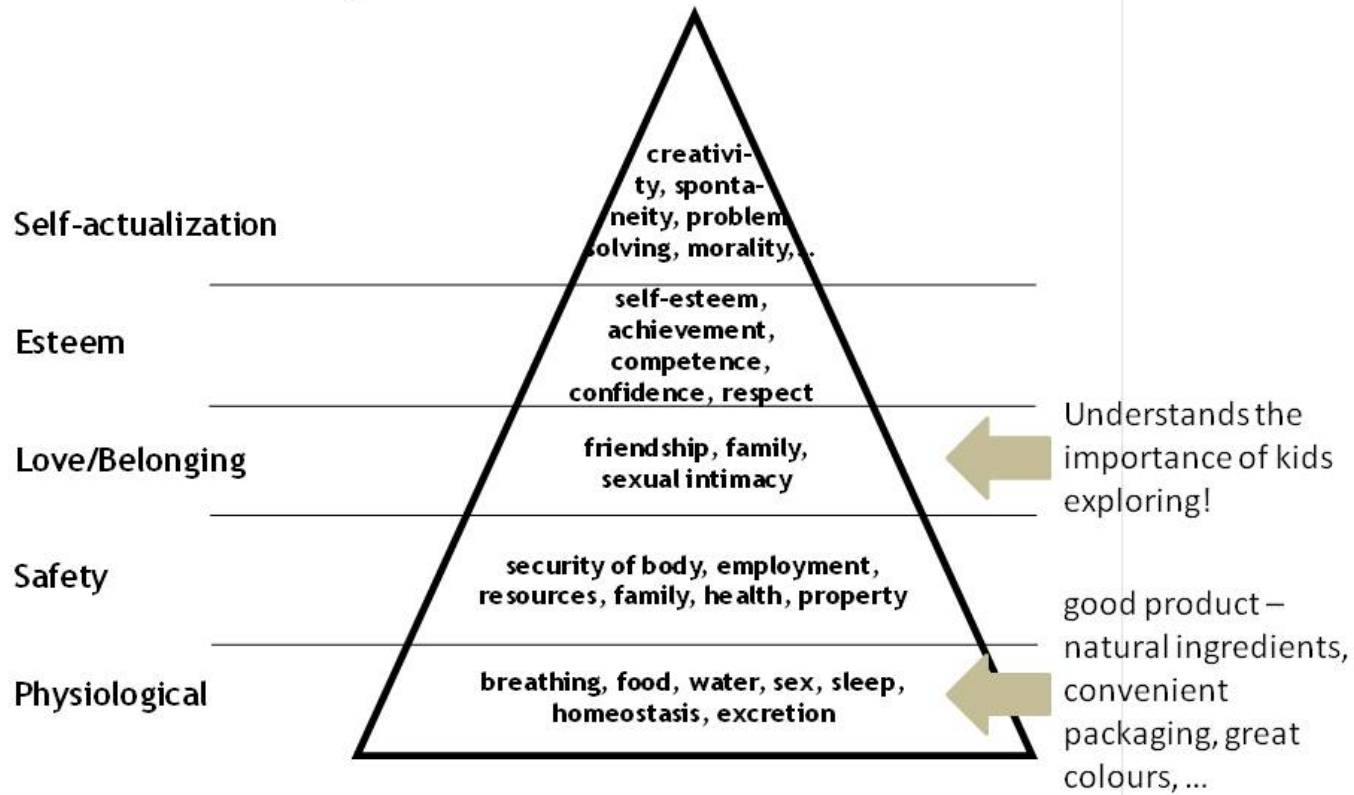 creativi-
ty, sponta-
neity, problem
solving, morality,..
Self-actualization
self-esteem,
achievement,
competence,
confidence, respect
Esteem
friendship, family,
sexual intimacy
Love/Belonging
Understands the
importance of kids
exploring!
security of body, employment,
resources, family, health, property
Safety
breathing, food, water, sex, sleep,
homeostasis, excretion
Physiological
good product –
natural ingredients,
convenient
packaging, great
colours, ...